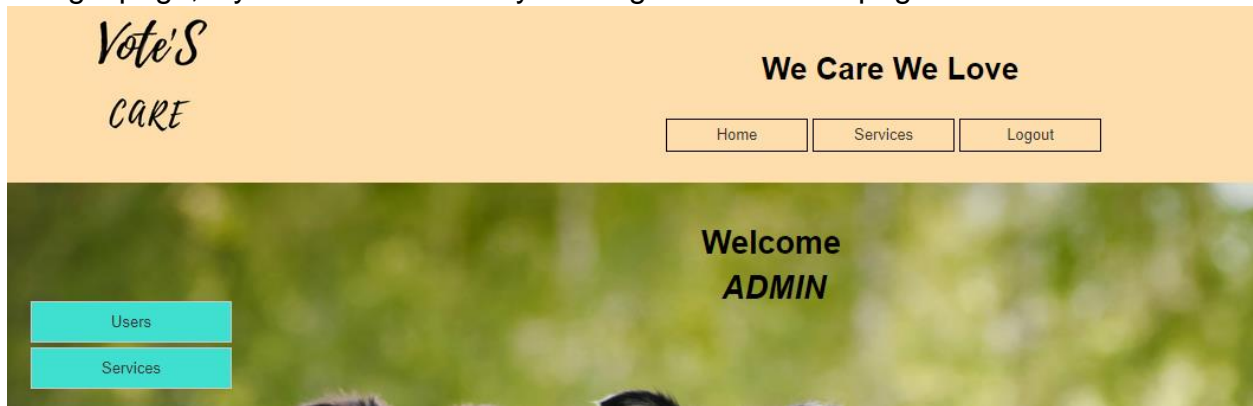 Vote'S
CARE
We Care We Love
Home Services Logout
Welcome
ADMIN
Users
Services